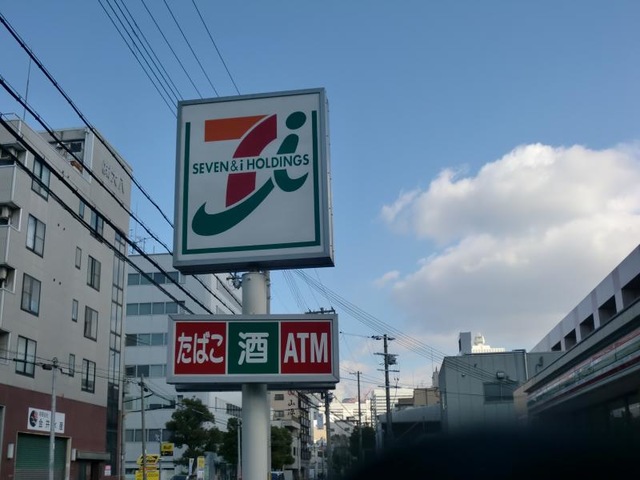 7i
SEVEN&i HOLDINGS
たばこ 酒 ATM